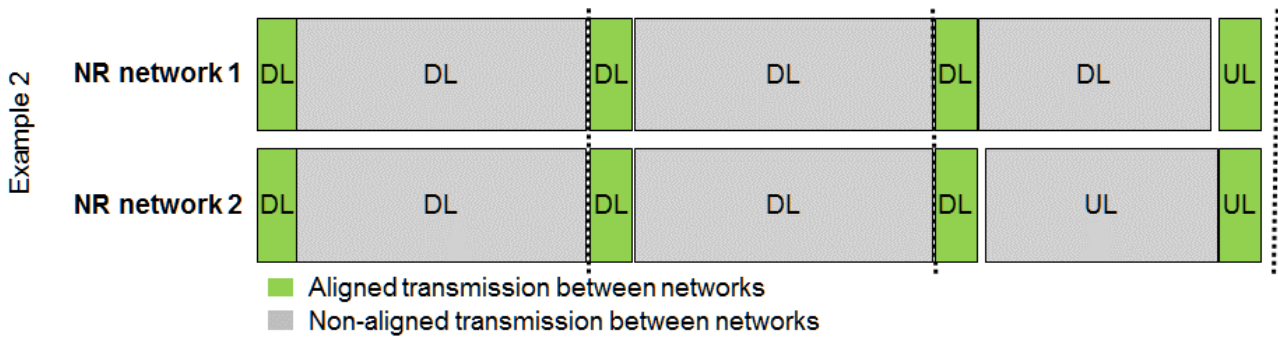 Example 2
NR network 1 DL DL DL DL DL DL UL
NR network 2 DL DL DL DL DL UL UL
Aligned transmission between networks
Non-aligned transmission between networks